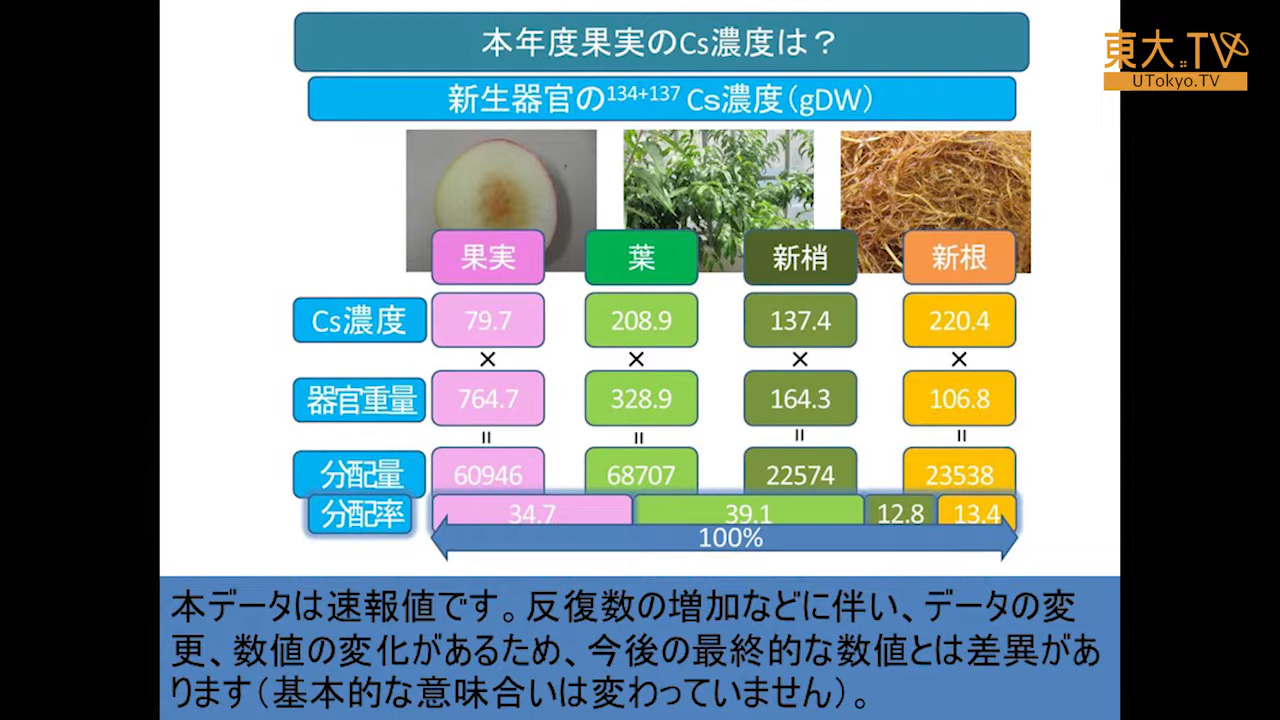 本年度果実のCs濃度は？
東大.TV
UTokyo.TV
新生器官の134+137 Cs濃度(gDW)
果実 葉 新梢 新根
Cs濃度 79.7 208.9 137.4 220.4
× × × ×
器官重量 764.7 328.9 164.3 106.8
= = = =
分配量 60946 68707 22574 23538
分配率 34.7 39.1 12.8 13.4
100%
本データは速報値です。反復数の増加などに伴い、データの変
更、数値の変化があるため、今後の最終的な数値とは差異があ
ります(基本的な意味合いは変わっていません)。